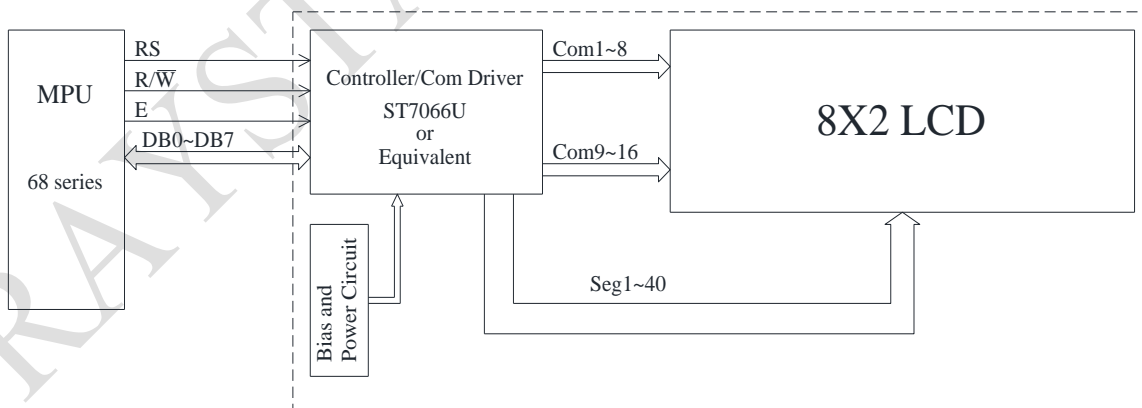 RS
R/W̅
E
DB0~DB7
MPU
68 series
Controller/Com Driver
ST7066U
or
Equivalent
Com1~8
Com9~16
8X2 LCD
Bias and
Power Circuit
Seg1~40
RAYSTA